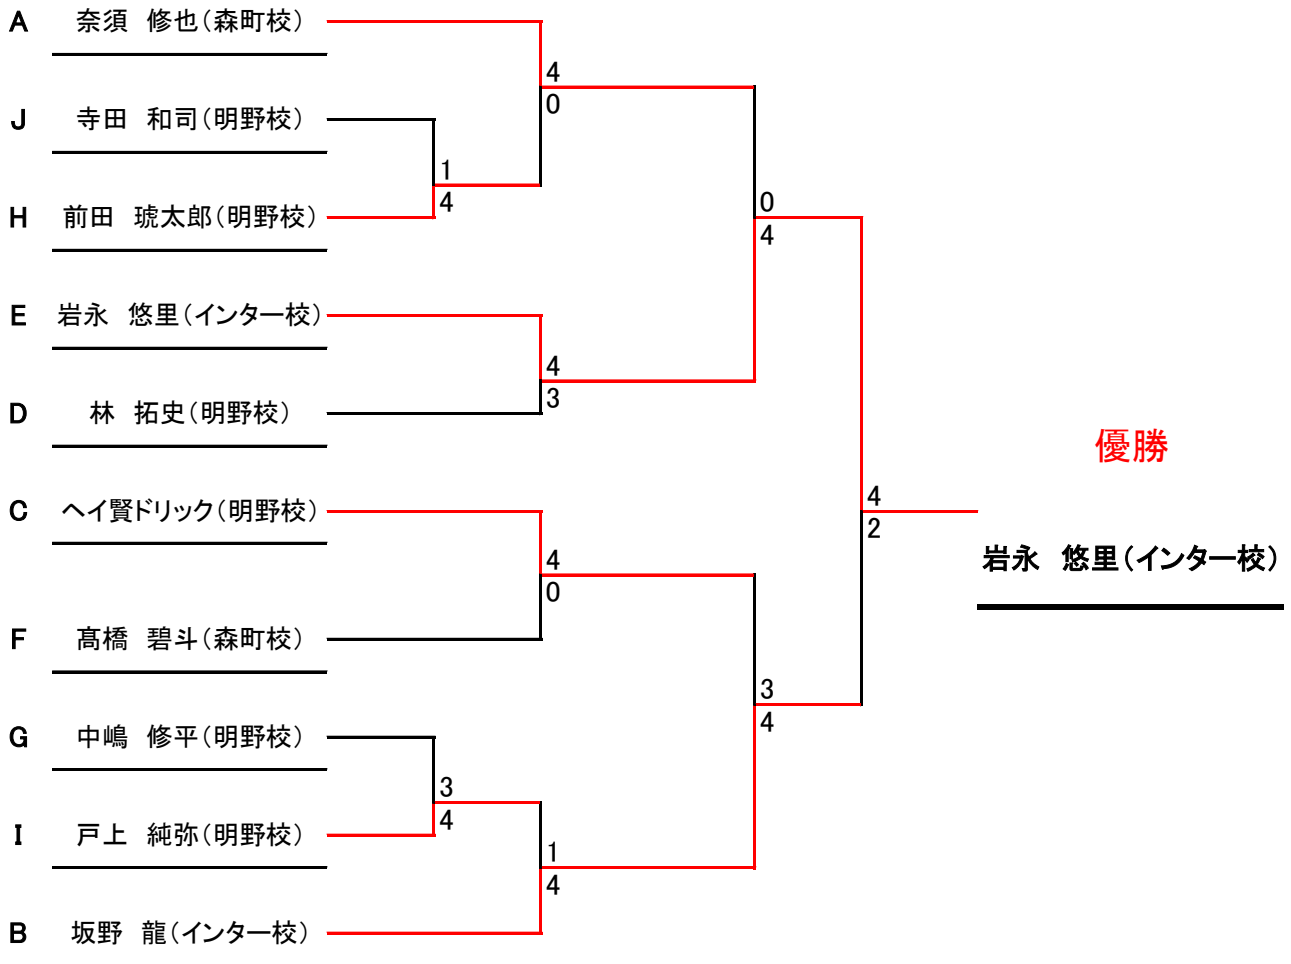 A 奈須 修也(森町校)
4
0
J 寺田 和司(明野校)
1
4
H 前田 琥太郎(明野校)
0
4
E 岩永 悠里(インター校)
4
3
D 林 拓史(明野校)
優勝
C ヘイ賢ドリック(明野校)
4
2
岩永 悠里(インター校)
4
0
F 髙橋 碧斗(森町校)
3
4
G 中嶋 修平(明野校)
3
4
I 戸上 純弥(明野校)
1
4
B 坂野 龍(インター校)